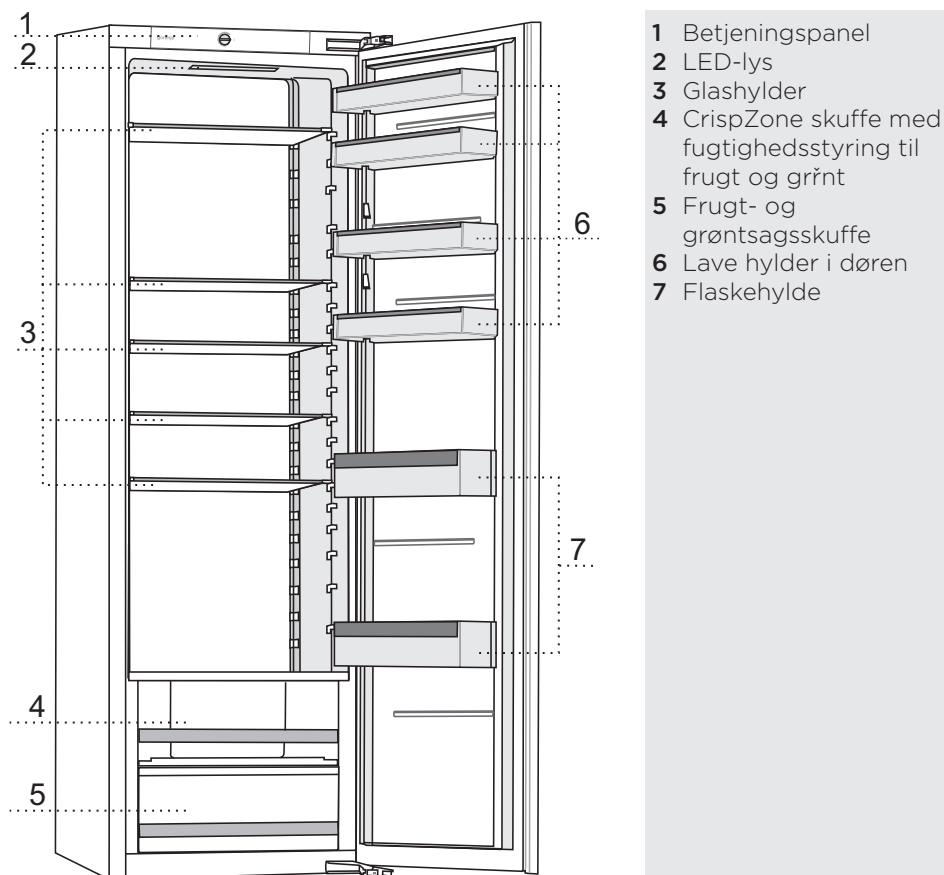 1
2
3
4
5
6
7
1 Betjeningspanel
2 LED-lys
3 Glashylder
4 CrispZone skuffe med
fugtighedsstyring til
frugt og grřnt
5 Frugt- og
grøntsagsskuffe
6 Lave hylder i døren
7 Flaskehylde